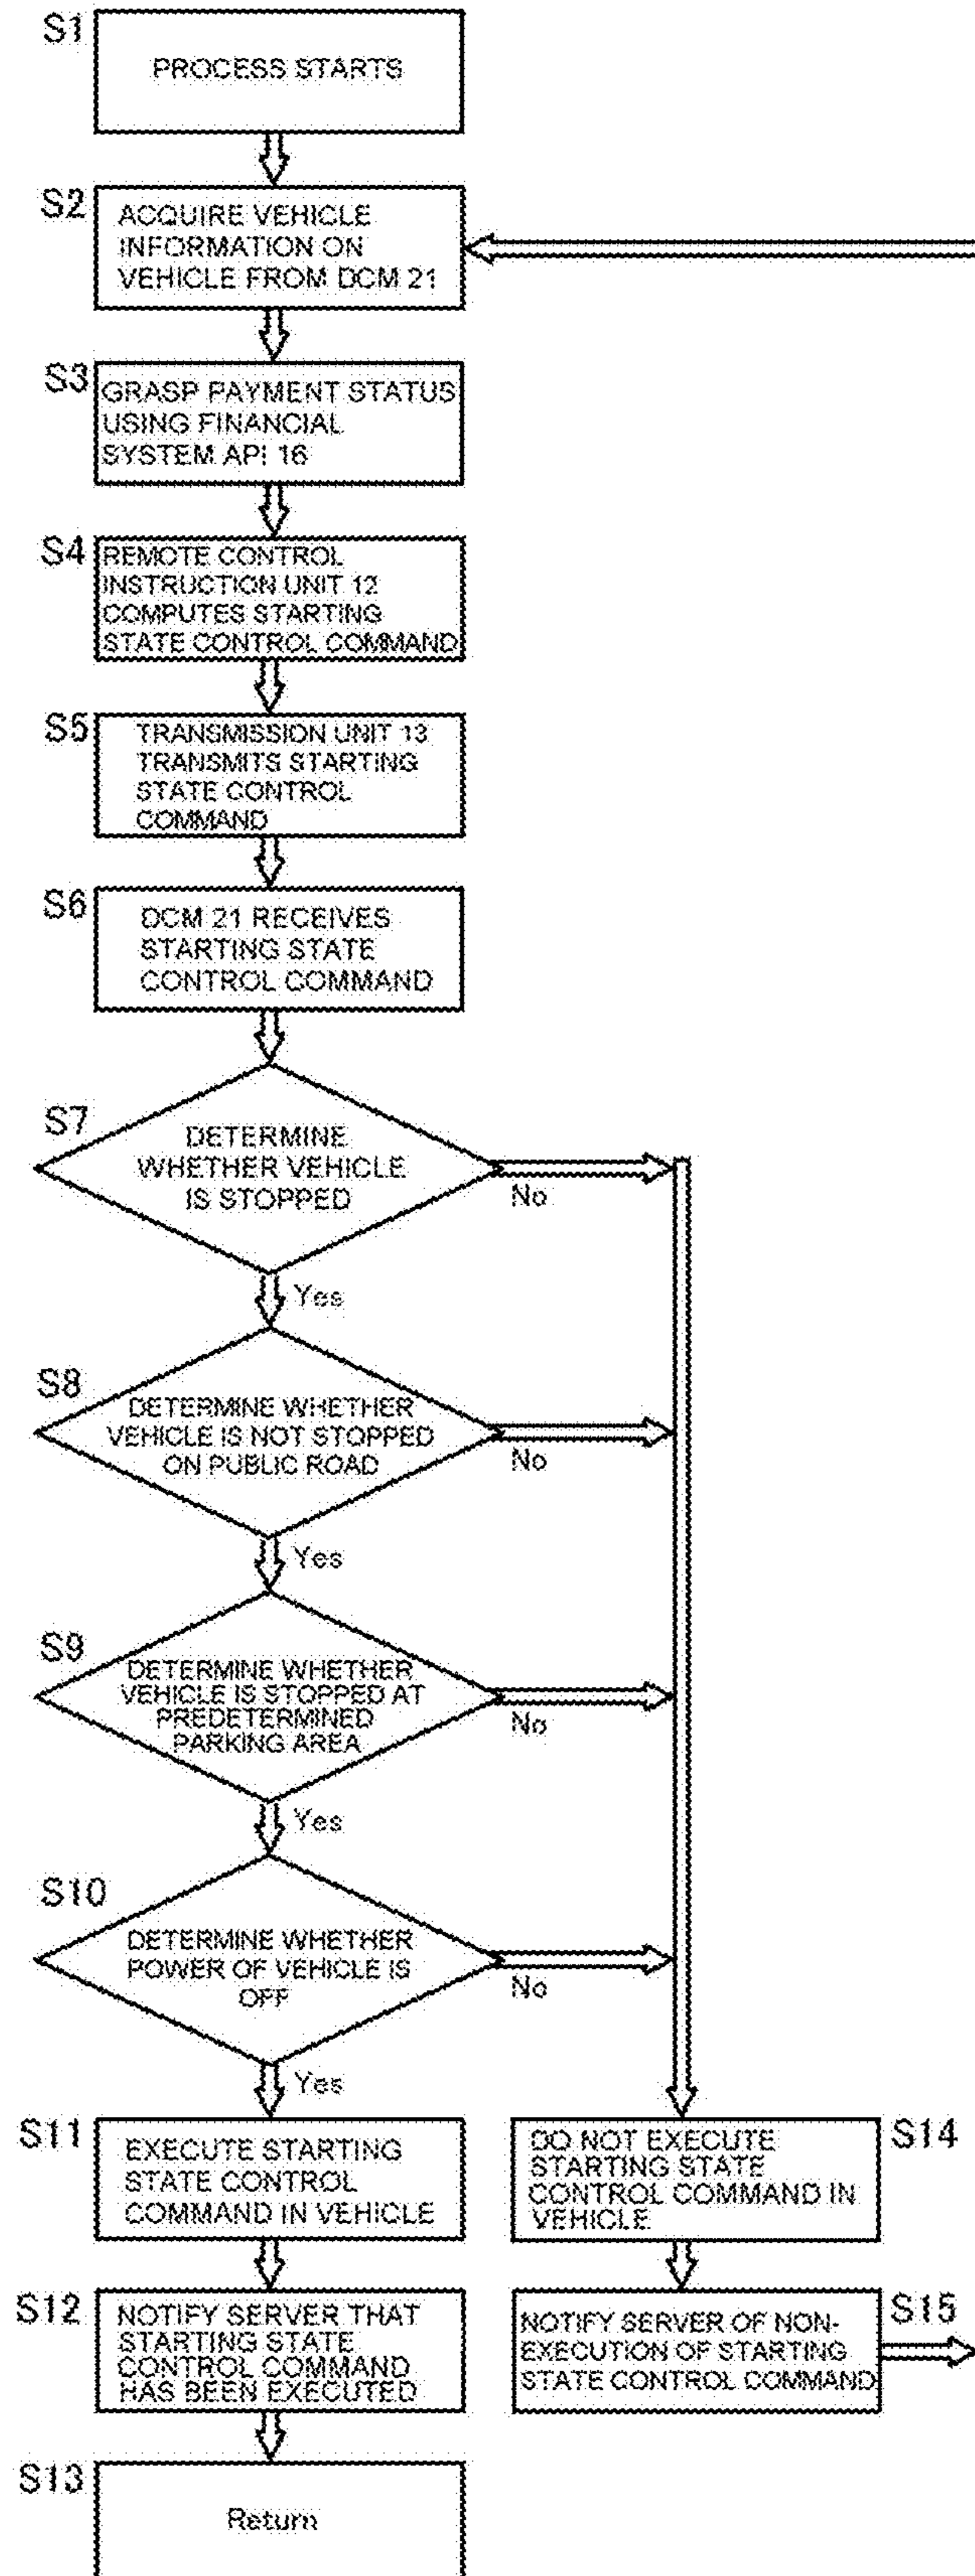 S1
PROCESS STARTS
S2
ACQUIRE VEHICLE
INFORMATION ON
VEHICLE FROM DCM 21
S3
GRASP PAYMENT STATUS
USING FINANCIAL
SYSTEM API 16
S4
REMOTE CONTROL
INSTRUCTION UNIT 12
COMPUTES STARTING
STATE CONTROL COMMAND
S5
TRANSMISSION UNIT 13
TRANSMITS STARTING
STATE CONTROL
COMMAND
S6
DCM 21 RECEIVES
STARTING STATE
CONTROL COMMAND
S7
DETERMINE
WHETHER VEHICLE
IS STOPPED
No
Yes
S8
DETERMINE WHETHER
VEHICLE IS NOT STOPPED
ON PUBLIC ROAD
No
Yes
S9
DETERMINE WHETHER
VEHICLE IS STOPPED AT
PREDETERMINED
PARKING AREA
No
Yes
S10
DETERMINE WHETHER
POWER OF VEHICLE IS
OFF
No
Yes
S11
EXECUTE STARTING
STATE CONTROL
COMMAND IN VEHICLE
S14
DO NOT EXECUTE
STARTING STATE
CONTROL COMMAND IN
VEHICLE
S12
NOTIFY SERVER THAT
STARTING STATE
CONTROL COMMAND
HAS BEEN EXECUTED
S15
NOTIFY SERVER OF NON-
EXECUTION OF STARTING
STATE CONTROL COMMAND
S13
Return